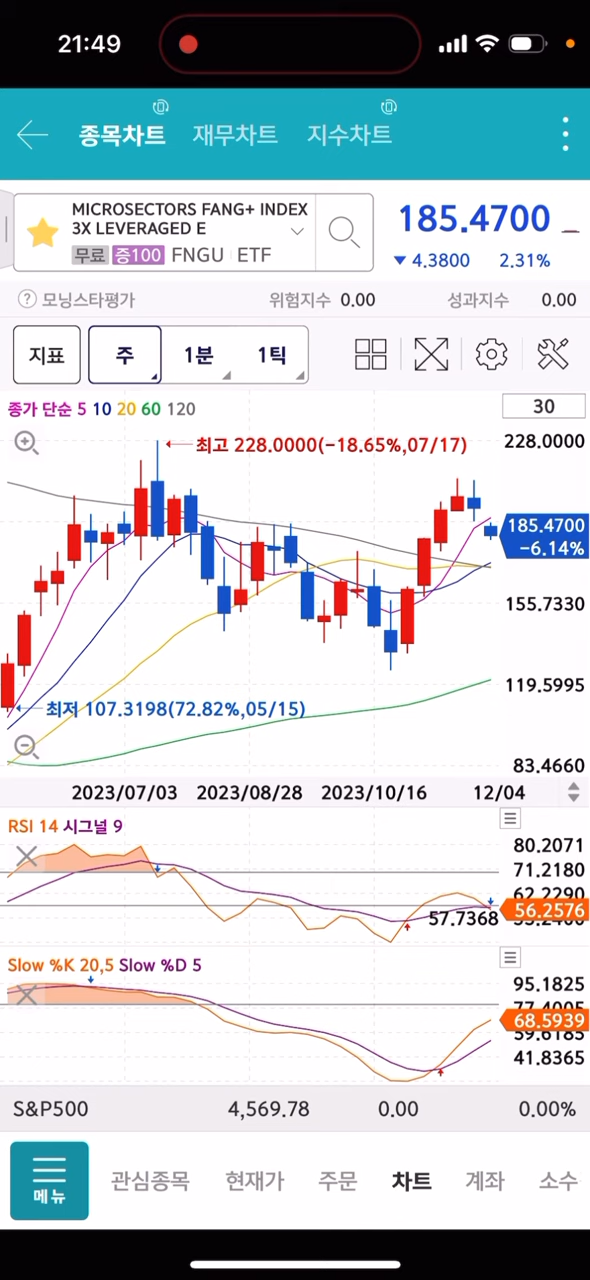 21:49
종목차트 재무차트 지수차트
MICROSECTORS FANG+ INDEX
3X LEVERAGED E
무료 증100 FNGU ETF
185.4700
▼ 4.3800 2.31%
? 모닝스타평가 위험지수 0.00 성과지수 0.00
지표 주 1분 1틱
종가 단순 5 10 20 60 120
30
최고 228.0000(-18.65%,07/17)
228.0000
185.4700
-6.14%
155.7330
119.5995
최저 107.3198(72.82%,05/15)
83.4660
2023/07/03 2023/08/28 2023/10/16 12/04
RSI 14 시그널 9
80.2071
71.2180
62.2290
56.2576
57.7368
Slow %K 20,5 Slow %D 5
95.1825
77.4005
68.5939
59.6185
41.8365
S&P500 4,569.78 0.00 0.00%
메뉴
관심종목 현재가 주문 차트 계좌 소수